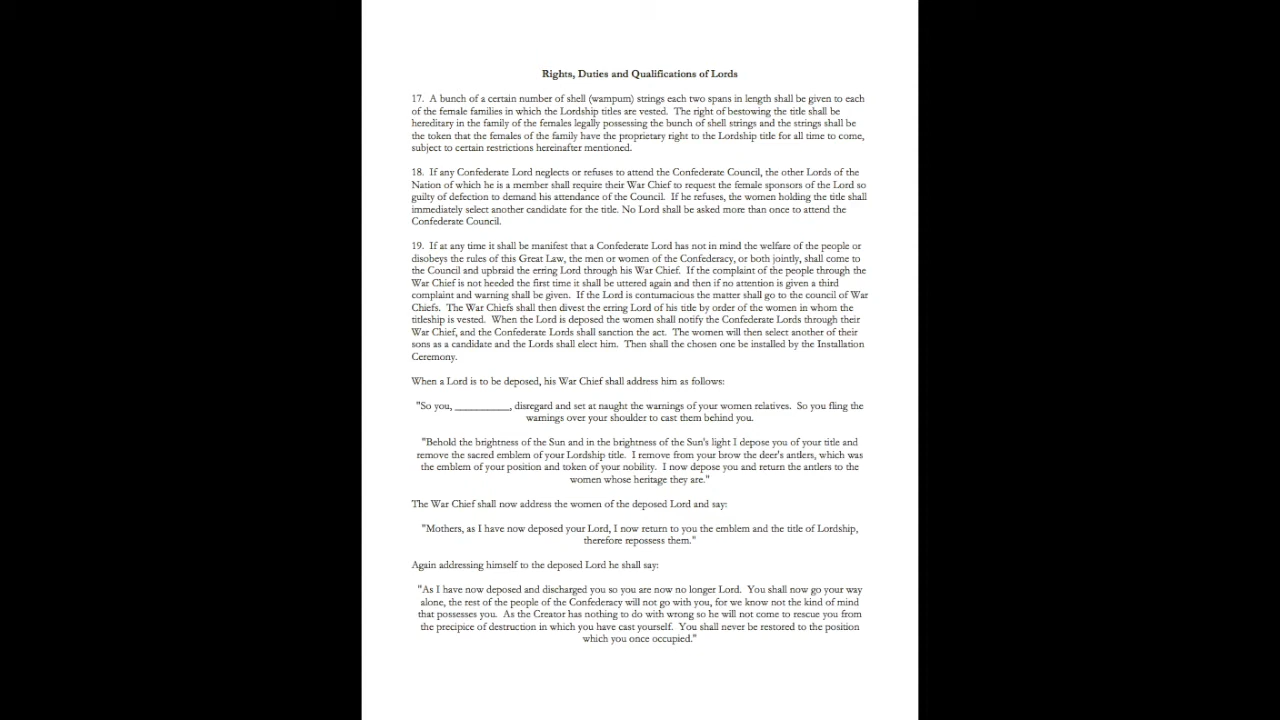 Rights, Duties and Qualifications of Lords
17. A bunch of a certain number of shell (wampum) strings each two spans in length shall be given to each
of the female families in which the Lordship titles are vested. The right of bestowing the title shall be
hereditary in the family of the females legally possessing the bunch of shell strings and the strings shall be
the token that the females of the family have the proprietary right to the Lordship title for all time to come,
subject to certain restrictions hereinafter mentioned.
18. If any Confederate Lord neglects or refuses to attend the Confederate Council, the other Lords of the
Nation of which he is a member shall require their War Chief to request the female sponsors of the Lord so
guilty of defection to demand his attendance of the Council. If he refuses, the women holding the title shall
immediately select another candidate for the title. No Lord shall be asked more than once to attend the
Confederate Council.
19. If at any time it shall be manifest that a Confederate Lord has not in mind the welfare of the people or
disobeys the rules of this Great Law, the men or women of the Confederacy, or both jointly, shall come to
the Council and upbraid the erring Lord through his War Chief. If the complaint of the people through the
War Chief is not heeded the first time it shall be uttered again and then if no attention is given a third
complaint and warning shall be given. If the Lord is contumacious the matter shall go to the council of War
Chiefs. The War Chiefs shall then divest the erring Lord of his title by order of the women in whom the
titleship is vested. When the Lord is deposed the women shall notify the Confederate Lords through their
War Chief, and the Confederate Lords shall sanction the act. The women will then select another of their
sons as a candidate and the Lords shall elect him. Then shall the chosen one be installed by the Installation
Ceremony.
When a Lord is to be deposed, his War Chief shall address him as follows:
"So you, __________, disregard and set at naught the warnings of your women relatives. So you fling the
warnings over your shoulder to cast them behind you.
"Behold the brightness of the Sun and in the brightness of the Sun's light I depose you of your title and
remove the sacred emblem of your Lordship title. I remove from your brow the deer's antlers, which was
the emblem of your position and token of your nobility. I now depose you and return the antlers to the
women whose heritage they are."
The War Chief shall now address the women of the deposed Lord and say:
"Mothers, as I have now deposed your Lord, I now return to you the emblem and the title of Lordship,
therefore repossess them."
Again addressing himself to the deposed Lord he shall say:
"As I have now deposed and discharged you so you are now no longer Lord. You shall now go your way
alone, the rest of the people of the Confederacy will not go with you, for we know not the kind of mind
that possesses you. As the Creator has nothing to do with wrong so he will not come to rescue you from
the precipice of destruction in which you have cast yourself. You shall never be restored to the position
which you once occupied."